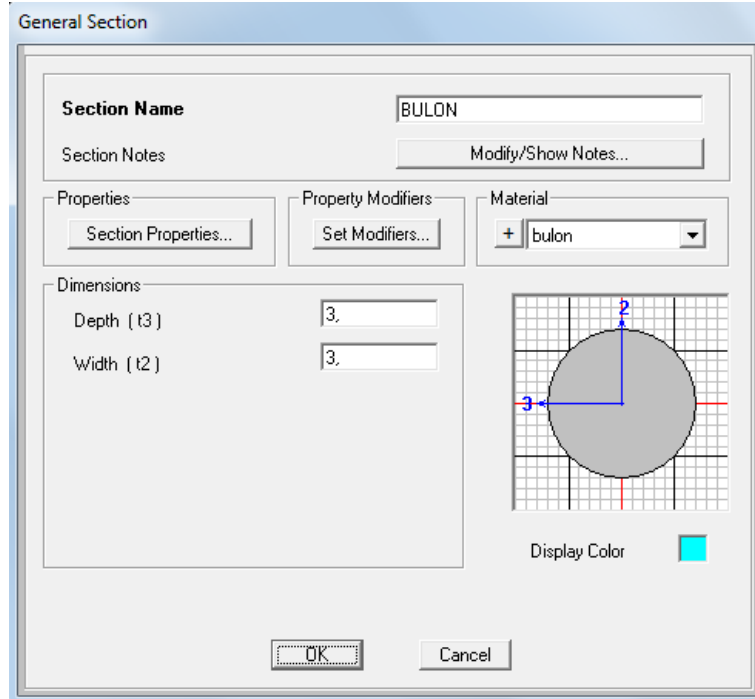 General Section
Section Name BULON
Section Notes Modify/Show Notes...
Properties Property Modifiers Material
Section Properties... Set Modifiers... + bulon
Dimensions
Depth ( t3 ) 3,
Width ( t2 ) 3,
2
3
Display Color
OK Cancel